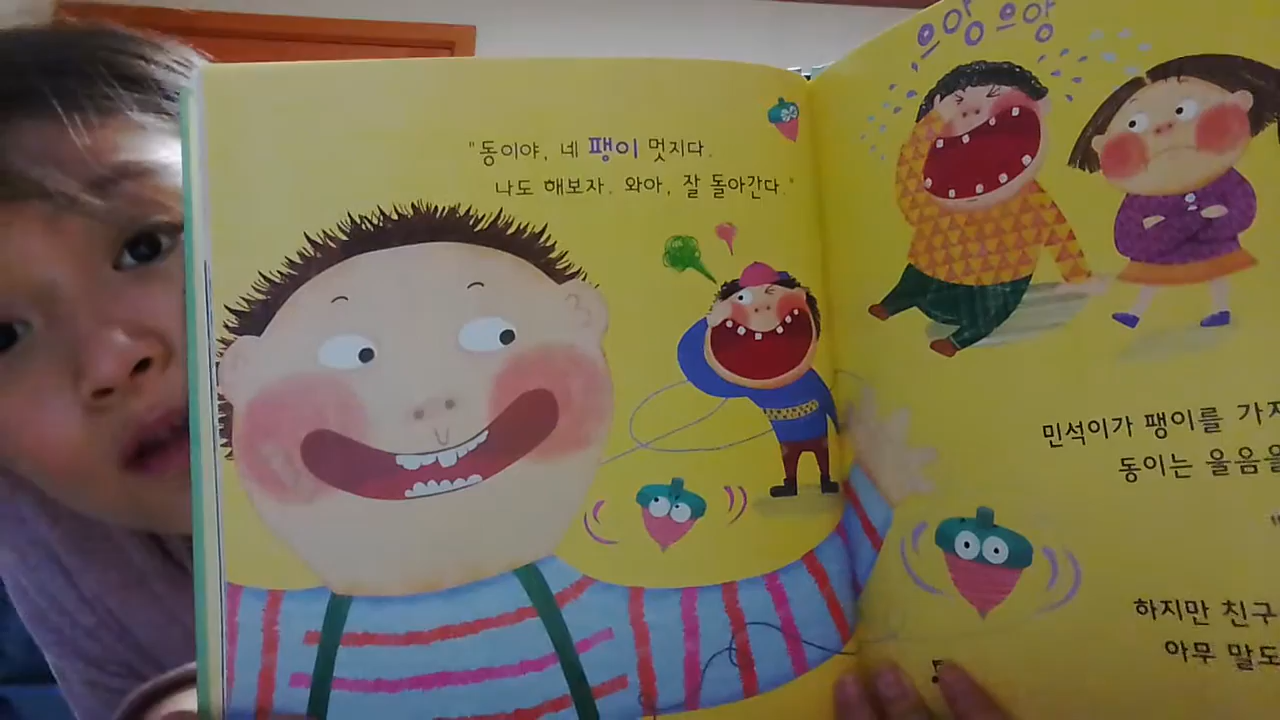 "동이야, 네 팽이 멋지다.
나도 해보자. 와아, 잘 돌아간다."
으앙 으앙
민석이가 팽이를
동이는 울음을
하지만 친구
아무 말도